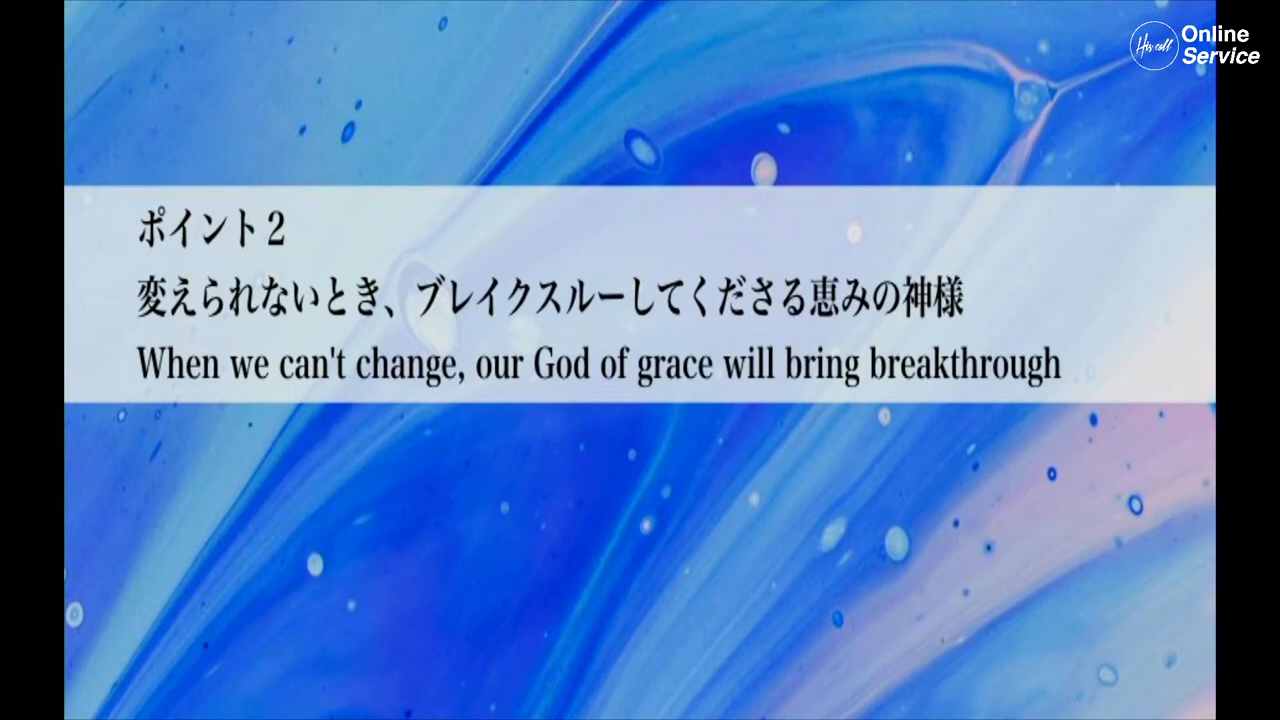 His call
Online
Service
ポイント２
変えられないとき、ブレイクスルーしてくださる恵みの神様
When we can't change, our God of grace will bring breakthrough